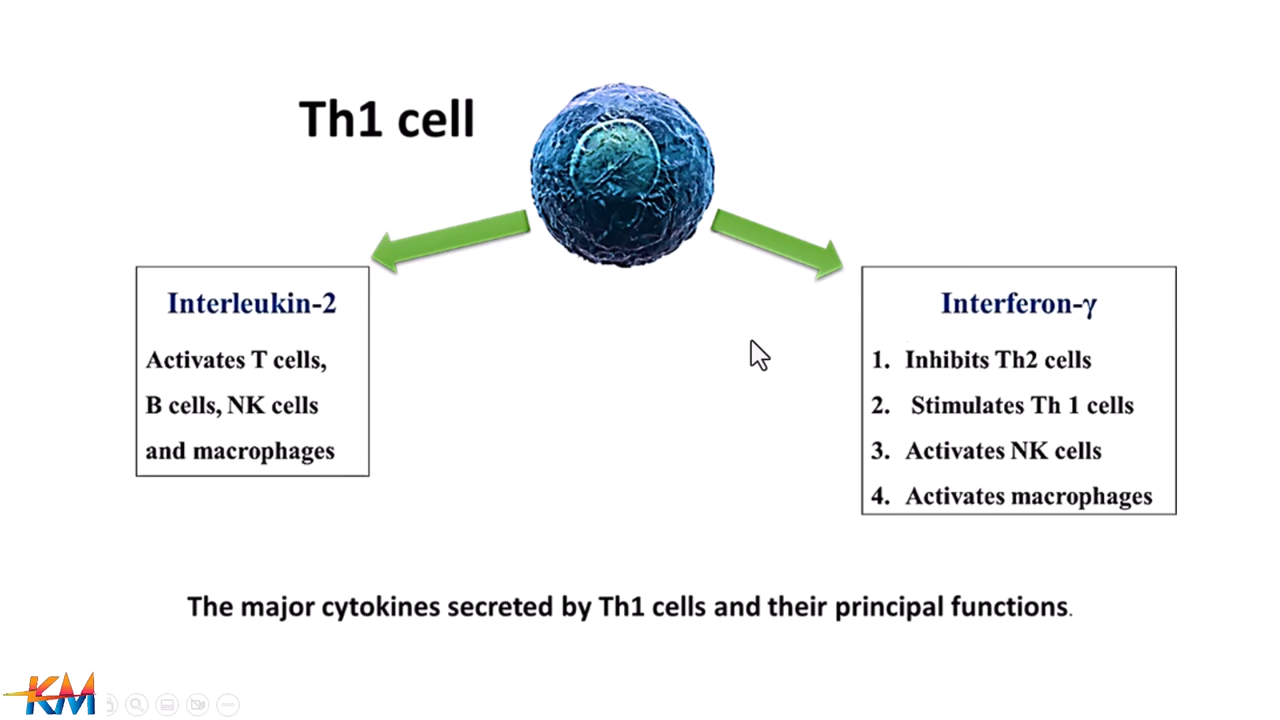 Th1 cell
Interleukin-2
Activates T cells,
B cells, NK cells
and macrophages
Interferon-γ
1. Inhibits Th2 cells
2. Stimulates Th 1 cells
3. Activates NK cells
4. Activates macrophages
The major cytokines secreted by Th1 cells and their principal functions.
KM